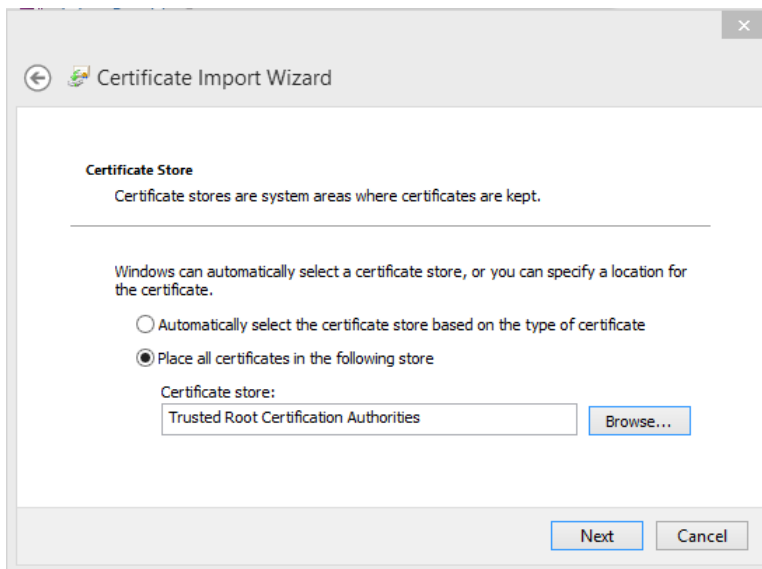 Certificate Import Wizard
Certificate Store
Certificate stores are system areas where certificates are kept.
Windows can automatically select a certificate store, or you can specify a location for
the certificate.
Automatically select the certificate store based on the type of certificate
Place all certificates in the following store
Certificate store:
Trusted Root Certification Authorities
Browse...
Next
Cancel